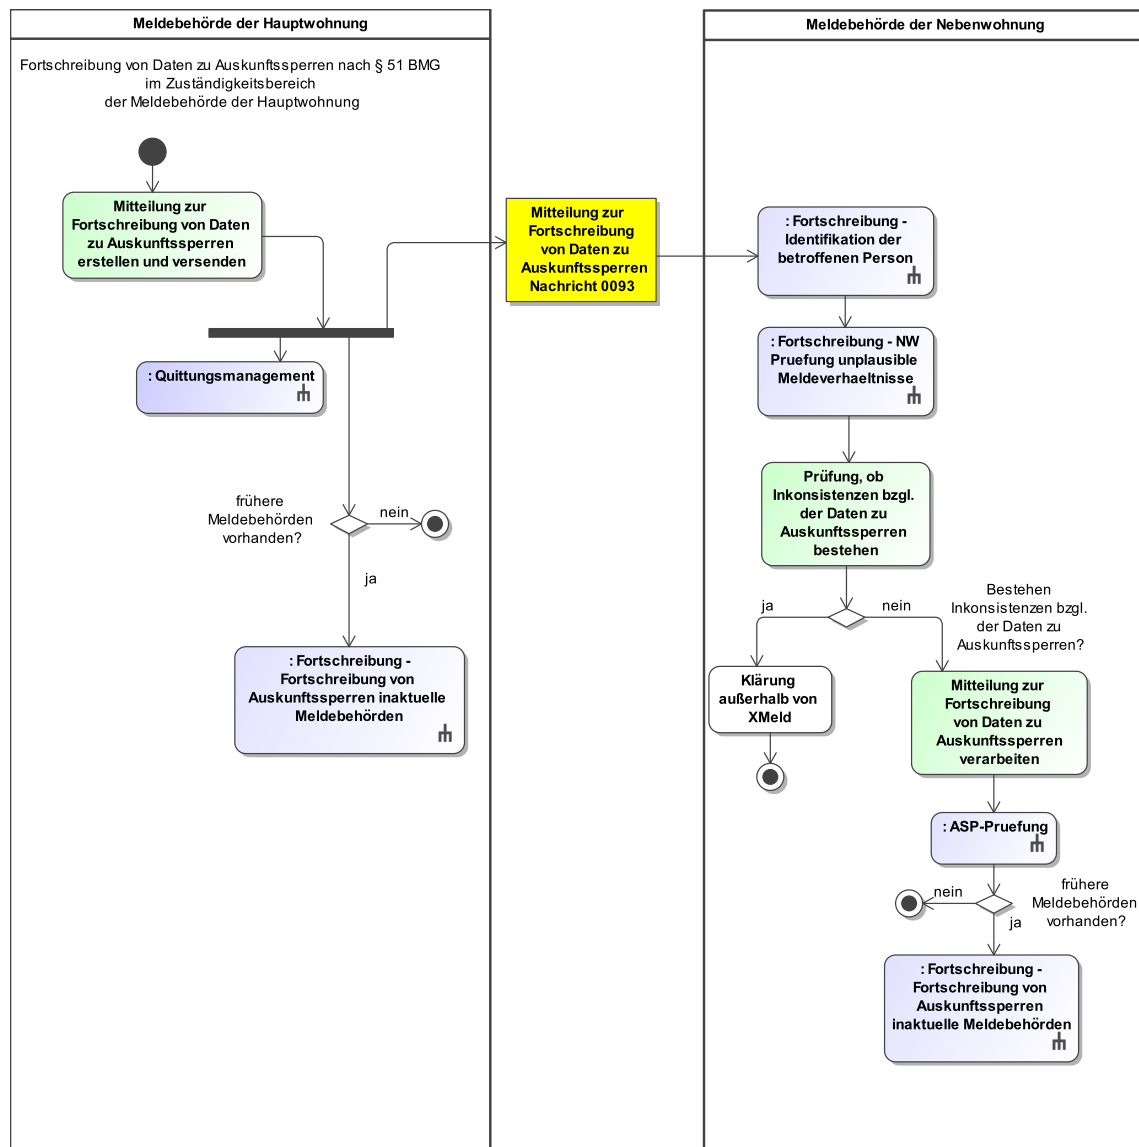 Meldebehörde der Hauptwohnung
Fortschreibung von Daten zu Auskunftssperren nach § 51 BMG
im Zuständigkeitsbereich
der Meldebehörde der Hauptwohnung
Mitteilung zur
Fortschreibung von Daten
zu Auskunftssperren
erstellen und versenden
: Quittungsmanagement
frühere
Meldebehörden
vorhanden?
nein
ja
: Fortschreibung -
Fortschreibung von
Auskunftssperren inaktuelle
Meldebehörden
Mitteilung zur
Fortschreibung
von Daten zu
Auskunftssperren
Nachricht 0093
Meldebehörde der Nebenwohnung
: Fortschreibung -
Identifikation der
betroffenen Person
: Fortschreibung - NW
Pruefung unplausible
Meldeverhaeltnisse
Prüfung, ob
Inkonsistenzen bzgl.
der Daten zu
Auskunftssperren
bestehen
ja
nein
Bestehen
Inkonsistenzen bzgl.
der Daten zu
Auskunftssperren?
Klärung
außerhalb von
XMeld
Mitteilung zur
Fortschreibung
von Daten zu
Auskunftssperren
verarbeiten
: ASP-Pruefung
nein
frühere
Meldebehörden
vorhanden?
ja
: Fortschreibung -
Fortschreibung von
Auskunftssperren
inaktuelle Meldebehörden